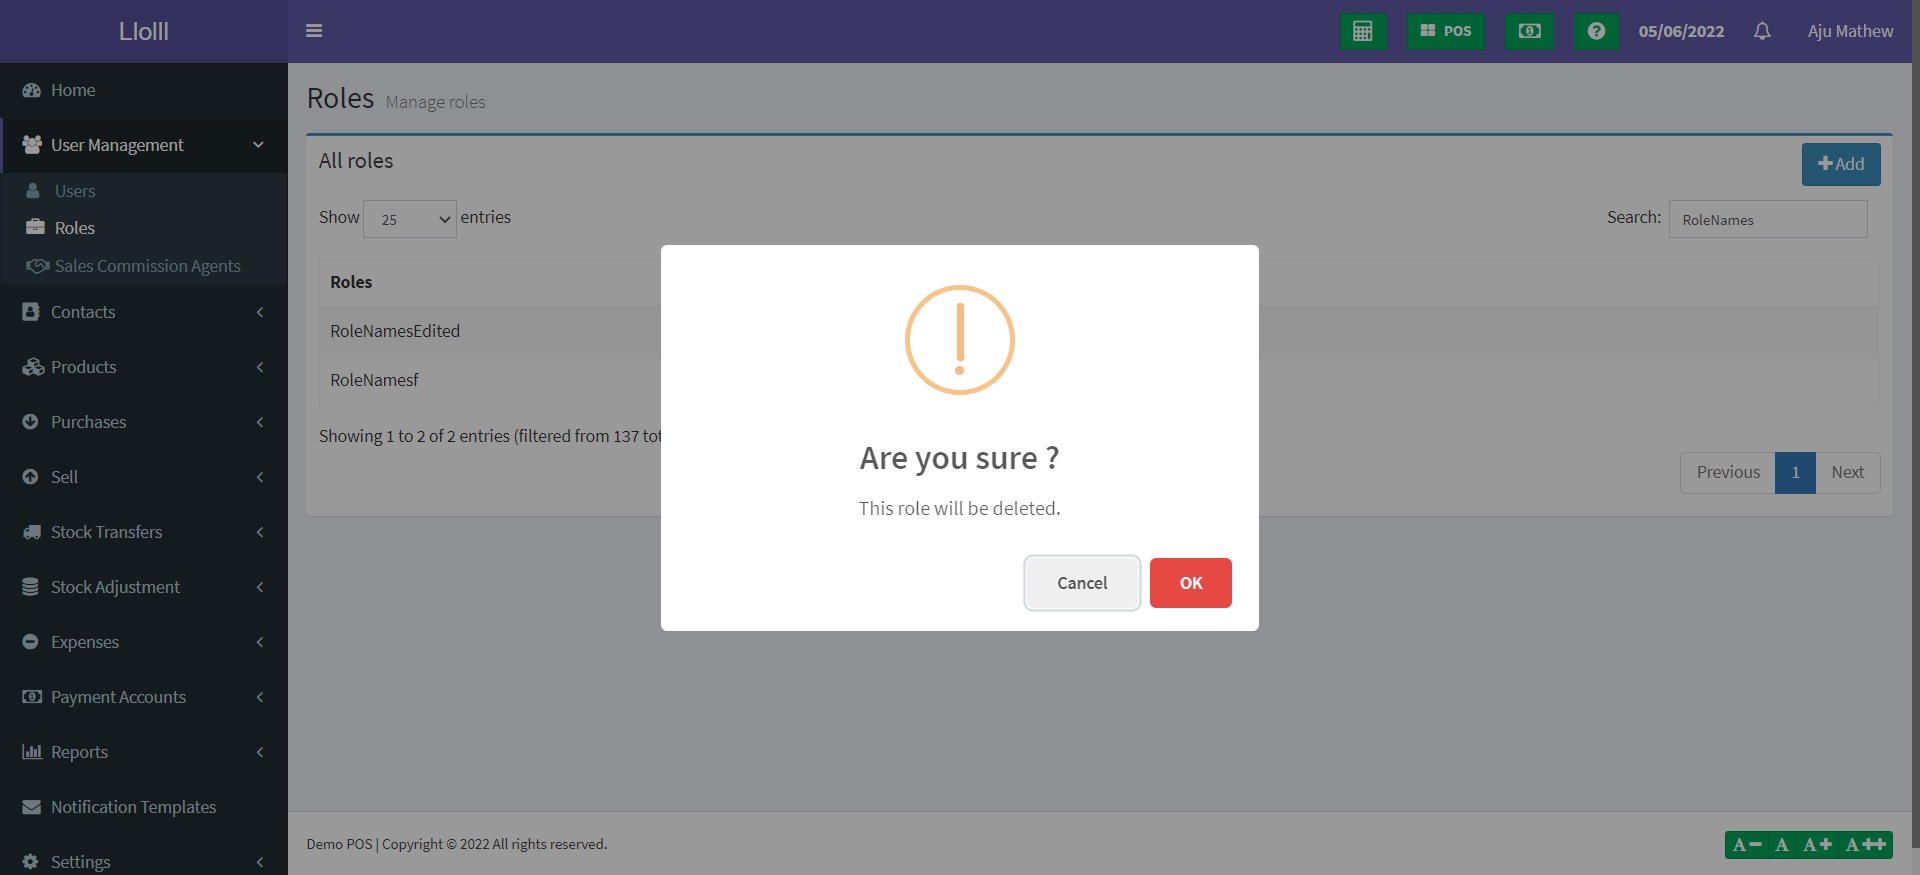 Llolll
POS
05/06/2022
Aju Mathew
Home
User Management
Users
Roles
Sales Commission Agents
Contacts
Products
Purchases
Sell
Stock Transfers
Stock Adjustment
Expenses
Payment Accounts
Reports
Notification Templates
Settings
Roles Manage roles
All roles
Add
Show 25 entries
Search: RoleNames
Roles
RoleNamesEdited
RoleNamesf
Showing 1 to 2 of 2 entries (filtered from 137
Previous 1 Next
Are you sure ?
This role will be deleted.
Cancel OK
Demo POS | Copyright © 2022 All rights reserved.
A- A A+ A++